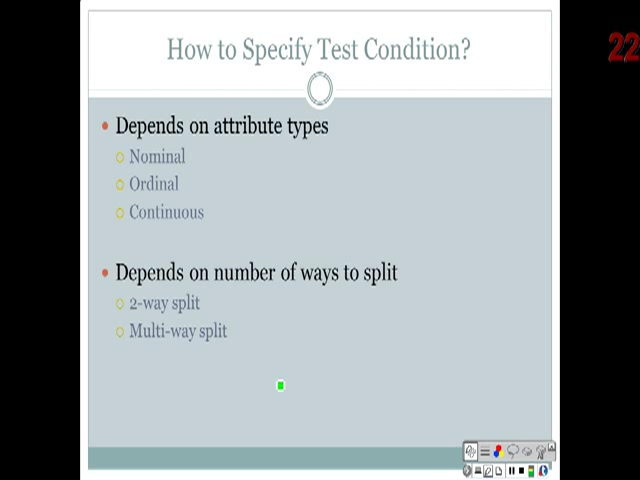 How to Specify Test Condition?
22
Depends on attribute types
Nominal
Ordinal
Continuous
Depends on number of ways to split
2-way split
Multi-way split